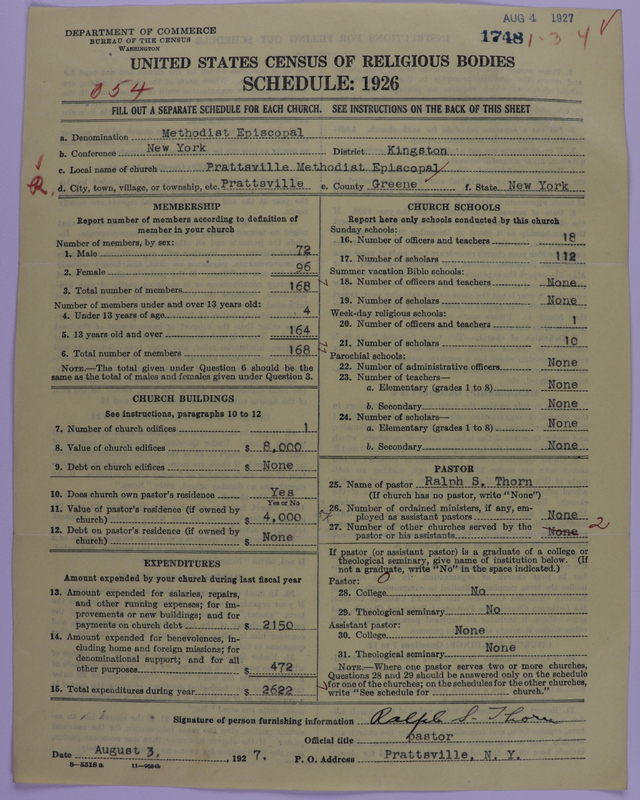 AUG 4 1927
DEPARTMENT OF COMMERCE
BUREAU OF THE CENSUS
WASHINGTON
1748 1-3 4 √
UNITED STATES CENSUS OF RELIGIOUS BODIES
SCHEDULE: 1926
054
FILL OUT A SEPARATE SCHEDULE FOR EACH CHURCH. SEE INSTRUCTIONS ON THE BACK OF THIS SHEET
a. Denomination Methodist Episcopal
b. Conference New York District Kingston
c. Local name of church Prattsville Methodist Episcopal
R. d. City, town, village, or township, etc. Prattsville e. County Greene f. State New York
MEMBERSHIP
Report number of members according to definition of
member in your church
Number of members, by sex:
1. Male 72
2. Female 96
3. Total number of members 168
Number of members under and over 13 years old:
4. Under 13 years of age 4
5. 13 years old and over 164
6. Total number of members 168
NOTE.—The total given under Question 6 should be the
same as the total of males and females given under Question 3.
CHURCH BUILDINGS
See instructions, paragraphs 10 to 12
7. Number of church edifices 1
8. Value of church edifices $ 8,000
9. Debt on church edifices $ None
10. Does church own pastor's residence Yes
Yes or No
11. Value of pastor's residence (if owned by
church) $ 4,000
12. Debt on pastor's residence (if owned by
church) $ None
EXPENDITURES
Amount expended by your church during last fiscal year
13. Amount expended for salaries, repairs,
and other running expenses; for im-
provements or new buildings; and for
payments on church debt $ 2150
14. Amount expended for benevolences, in-
cluding home and foreign missions; for
denominational support; and for all
other purposes $ 472
15. Total expenditures during year $ 2622
CHURCH SCHOOLS
Report here only schools conducted by this church
Sunday schools:
16. Number of officers and teachers 18
17. Number of scholars 112
Summer vacation Bible schools:
18. Number of officers and teachers None
19. Number of scholars None
Week-day religious schools:
20. Number of officers and teachers 1
21. Number of scholars 10
Parochial schools:
22. Number of administrative officers None
23. Number of teachers—
a. Elementary (grades 1 to 8) None
b. Secondary None
24. Number of scholars—
a. Elementary (grades 1 to 8) None
b. Secondary None
PASTOR
25. Name of pastor Ralph S. Thorn
(If church has no pastor, write "None")
26. Number of ordained ministers, if any, em-
ployed as assistant pastors None
27. Number of other churches served by the
pastor or his assistants None 2
If pastor (or assistant pastor) is a graduate of a college or
theological seminary, give name of institution below. (If
not a graduate, write "No" in the space indicated.)
Pastor:
28. College No
29. Theological seminary No
Assistant pastor:
30. College None
31. Theological seminary None
NOTE.—Where one pastor serves two or more churches,
Questions 28 and 29 should be answered only on the schedule
for one of the churches; on the schedules for the other churches,
write "See schedule for church."
Signature of person furnishing information Ralph S. Thorn
Official title pastor
Date August 3, 1927. P. O. Address Prattsville, N. Y.
8—5518 a